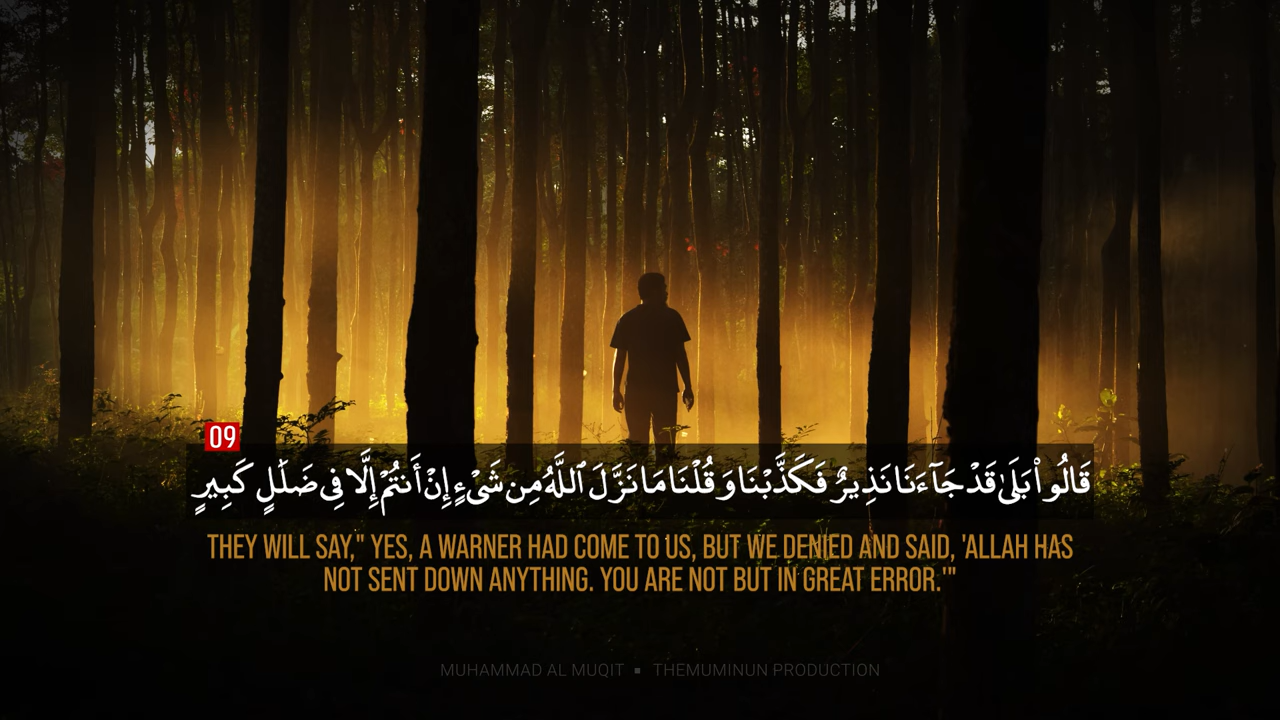 09
قَالُوا۟ بَلَىٰ قَدْ جَآءَنَا نَذِيرٌ فَكَذَّبْنَا وَقُلْنَا مَا نَزَّلَ ٱللَّهُ مِن شَىْءٍ إِنْ أَنتُمْ إِلَّا فِى ضَلَٰلٍ كَبِيرٍ
THEY WILL SAY," YES, A WARNER HAD COME TO US, BUT WE DENIED AND SAID, 'ALLAH HAS
NOT SENT DOWN ANYTHING. YOU ARE NOT BUT IN GREAT ERROR.'"
MUHAMMAD AL MUQIT ▪ THEMUMINUN PRODUCTION